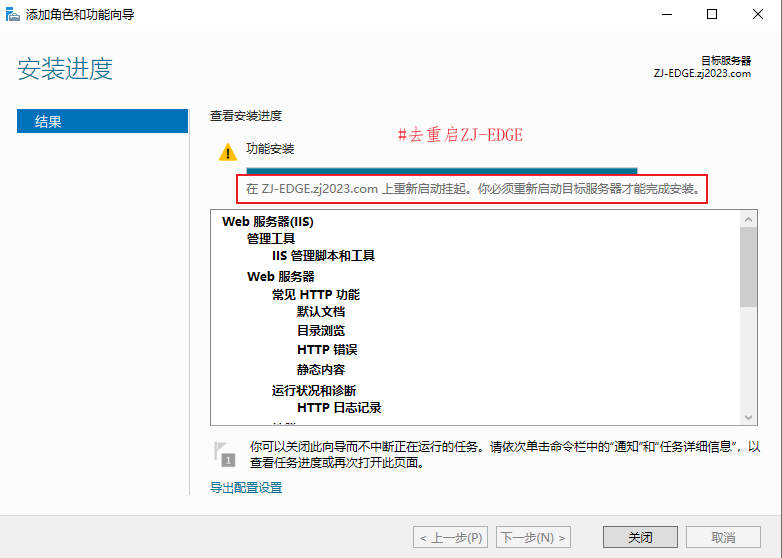 添加角色和功能向导
安装进度
目标服务器
ZJ-EDGE.zj2023.com
结果
查看安装进度
#去重启ZJ-EDGE
功能安装
在 ZJ-EDGE.zj2023.com 上重新启动挂起。你必须重新启动目标服务器才能完成安装。
Web 服务器(IIS)
管理工具
IIS 管理脚本和工具
Web 服务器
常见 HTTP 功能
默认文档
目录浏览
HTTP 错误
静态内容
运行状况和诊断
HTTP 日志记录
1
你可以关闭此向导而不中断正在运行的任务。请依次单击命令栏中的"通知"和"任务详细信息"，以
查看任务进度或再次打开此页面。
导出配置设置
< 上一步(P)
下一步(N) >
关闭
取消